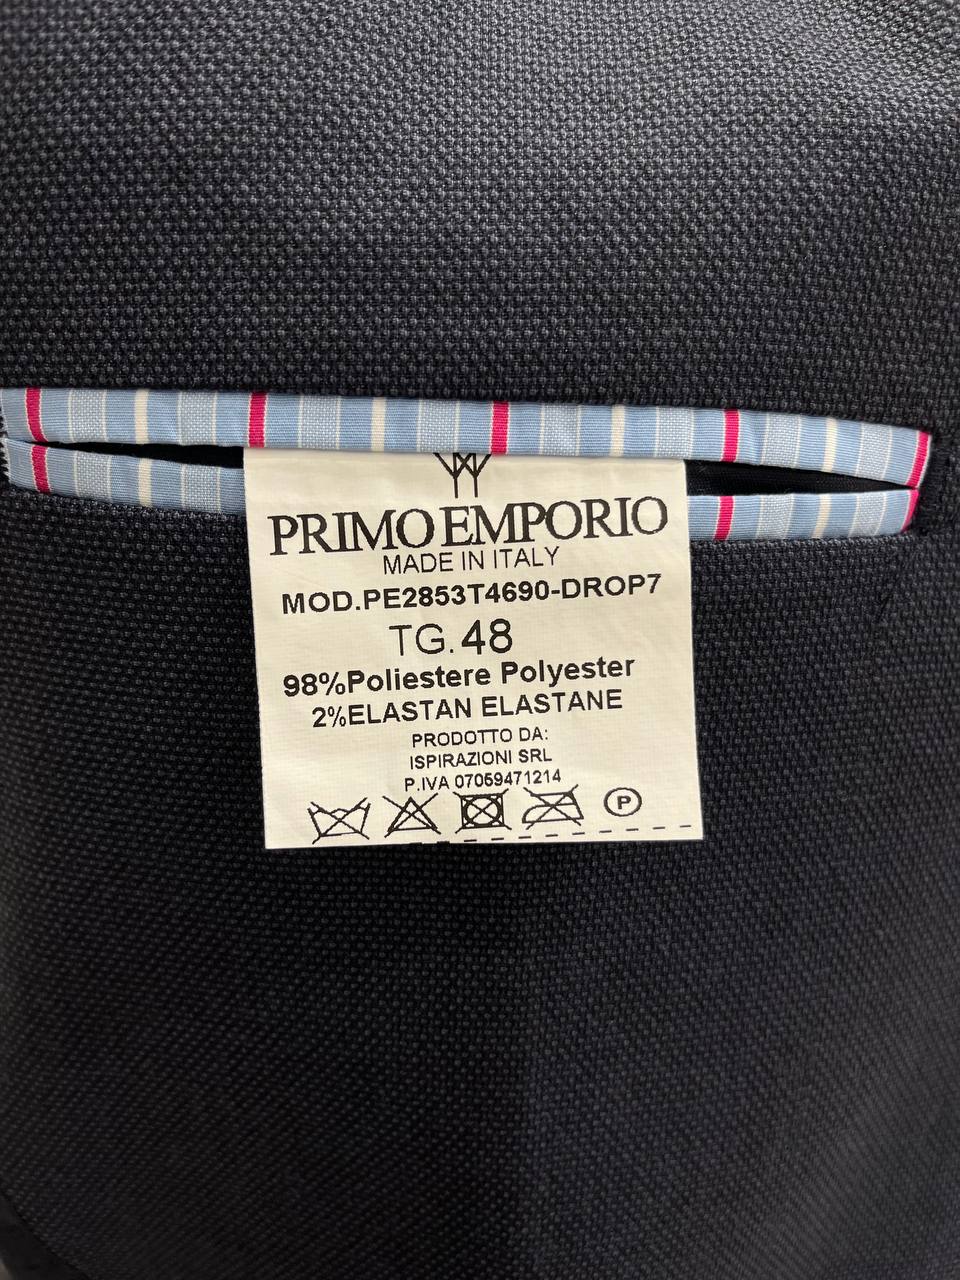 PRIMO EMPORIO
MADE IN ITALY
MOD.PE2853T4690-DROP7
TG. 48
98%Poliestere Polyester
2%ELASTAN ELASTANE
PRODOTTO DA:
ISPIRAZIONI SRL
P.IVA 07059471214
P